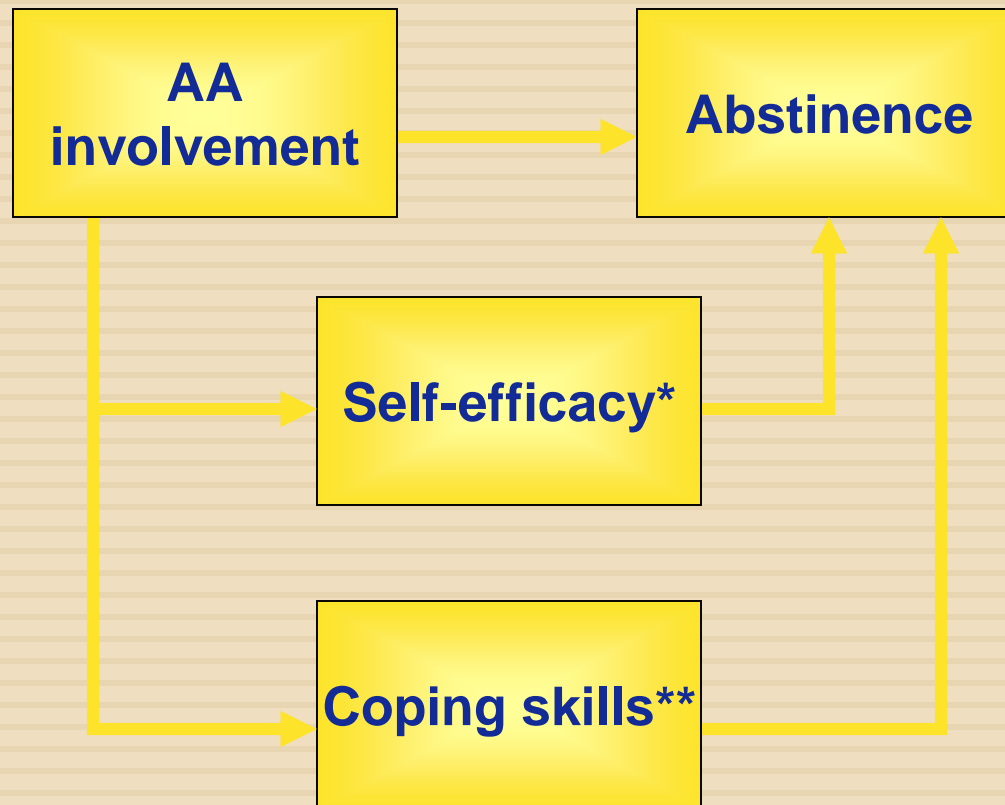 AA
involvement
Abstinence
Self-efficacy*
Coping skills**